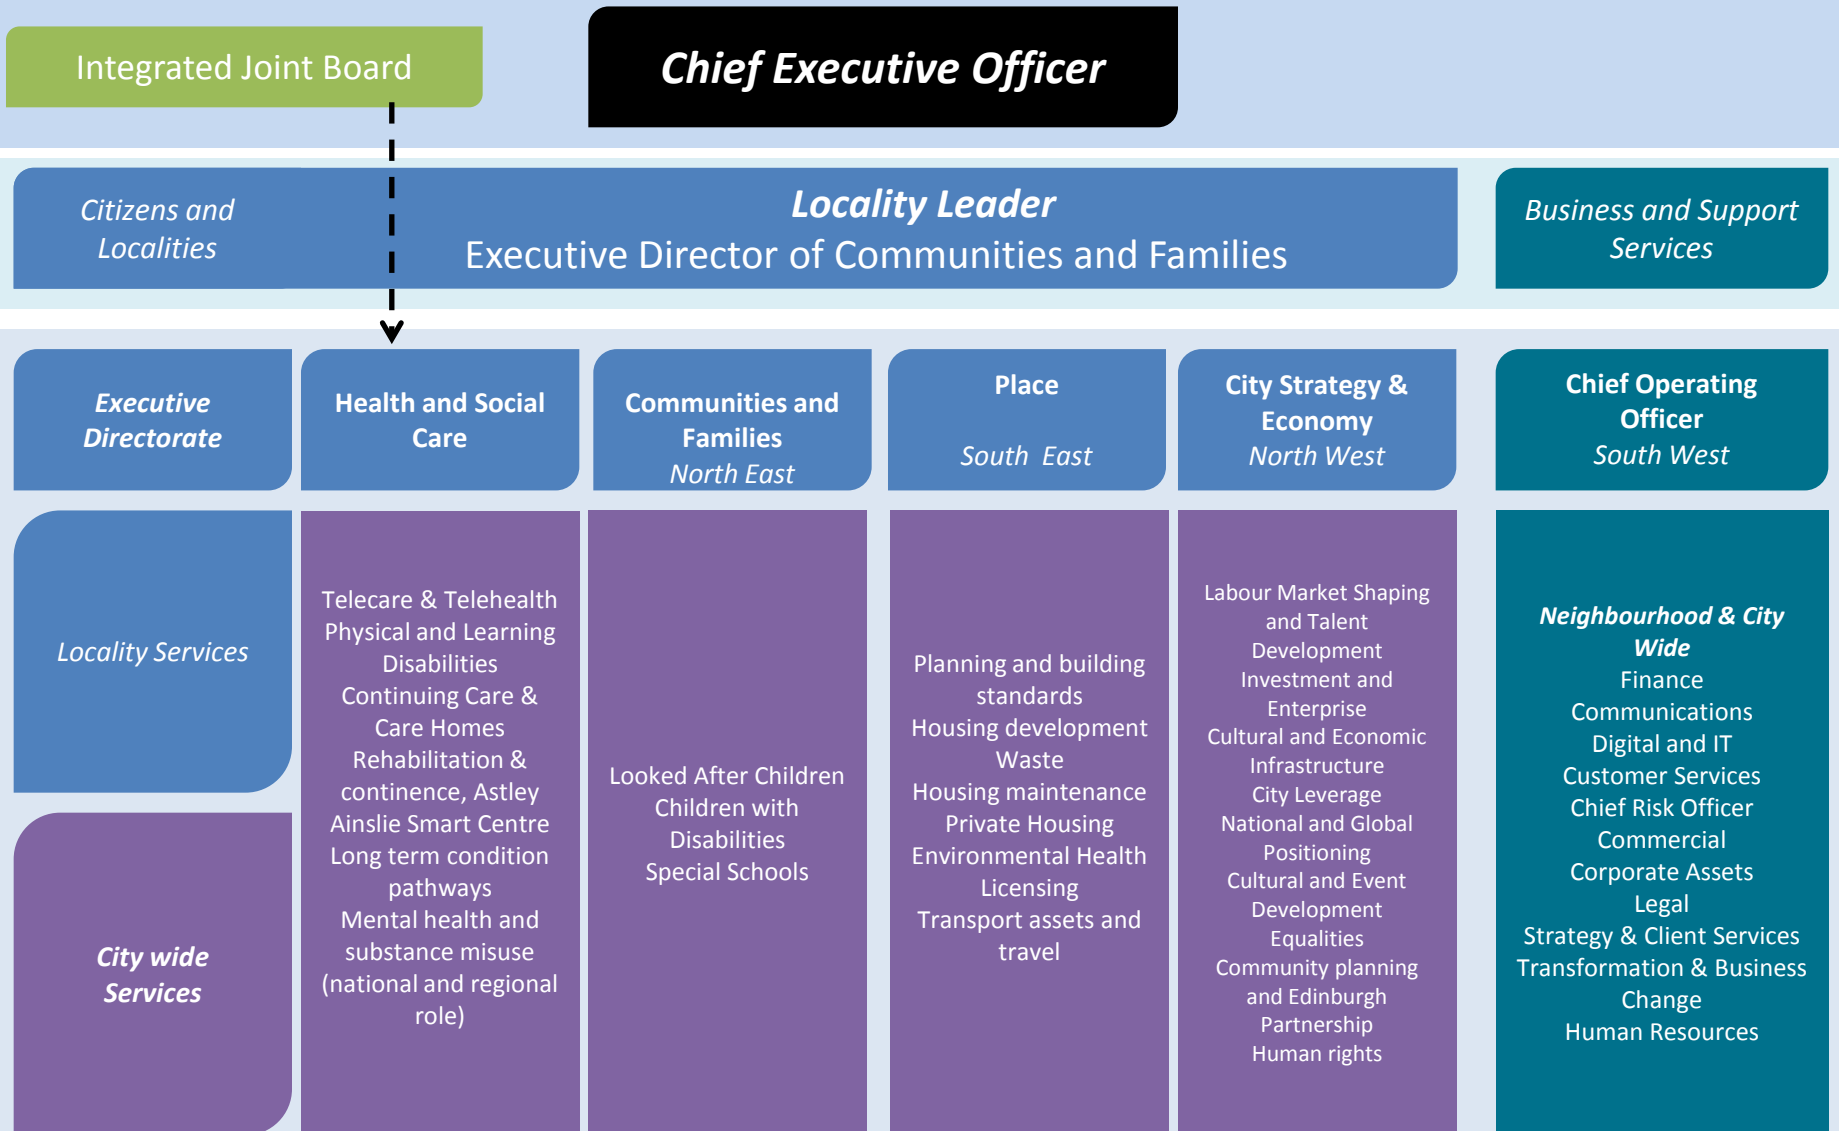 Integrated Joint Board
Chief Executive Officer
Citizens and
Localities
Locality Leader
Executive Director of Communities and Families
Business and Support
Services
Executive
Directorate
Health and Social
Care
Communities and
Families
North East
Place
South East
City Strategy &
Economy
North West
Chief Operating
Officer
South West
Locality Services
City wide
Services
Telecare & Telehealth
Physical and Learning
Disabilities
Continuing Care &
Care Homes
Rehabilitation &
continence, Astley
Ainslie Smart Centre
Long term condition
pathways
Mental health and
substance misuse
(national and regional
role)
Looked After Children
Children with
Disabilities
Special Schools
Planning and building
standards
Housing development
Waste
Housing maintenance
Private Housing
Environmental Health
Licensing
Transport assets and
travel
Labour Market Shaping
and Talent
Development
Investment and
Enterprise
Cultural and Economic
Infrastructure
City Leverage
National and Global
Positioning
Cultural and Event
Development
Equalities
Community planning
and Edinburgh
Partnership
Human rights
Neighbourhood & City
Wide
Finance
Communications
Digital and IT
Customer Services
Chief Risk Officer
Commercial
Corporate Assets
Legal
Strategy & Client Services
Transformation & Business
Change
Human Resources